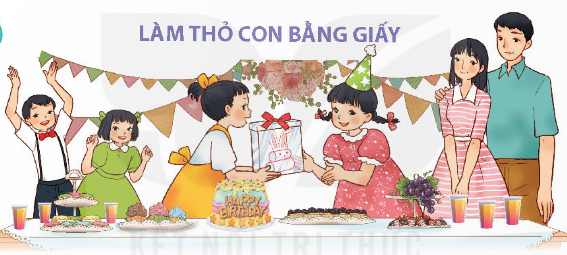 LÀM THỎ CON BẰNG GIẤY
HAPPY
BIRTHDAY
KẾT NỐI TRI THỨC